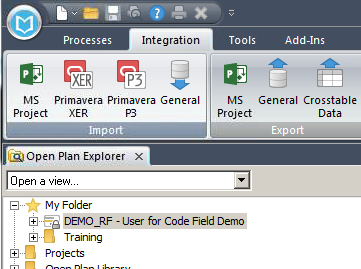 Processes Integration Tools Add-Ins
MS Project Primavera XER Primavera P3 General MS Project General Crosstable Data
Import Export
Open Plan Explorer
Open a view...
My Folder
DEMO_RF - User for Code Field Demo
Training
Projects
Open Plan Library